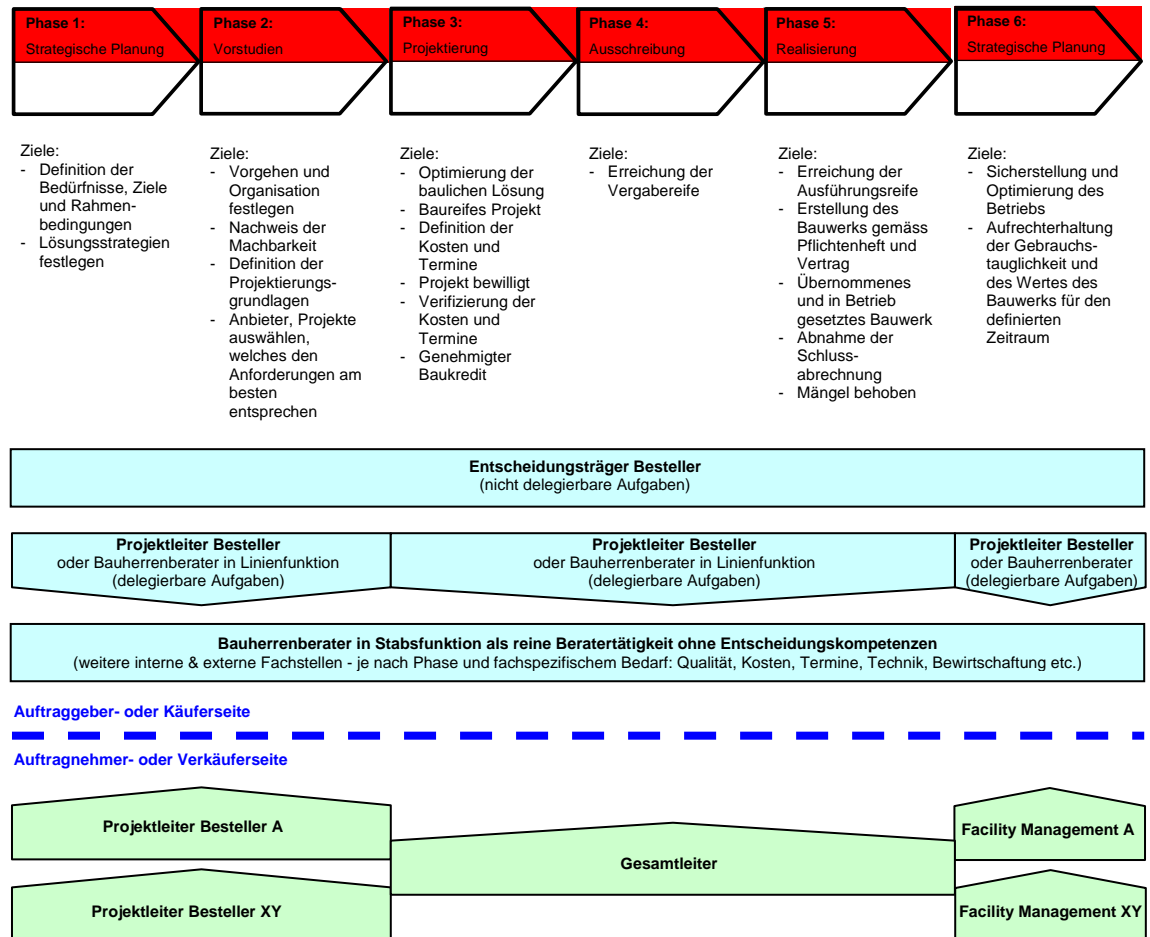 Phase 1:
Strategische Planung
Phase 2:
Vorstudien
Phase 3:
Projektierung
Phase 4:
Ausschreibung
Phase 5:
Realisierung
Phase 6:
Strategische Planung
Ziele:
- Definition der
Bedürfnisse, Ziele
und Rahmen-
bedingungen
- Lösungsstrategien
festlegen
Ziele:
- Vorgehen und
Organisation
festlegen
- Nachweis der
Machbarkeit
- Definition der
Projektierungs-
grundlagen
- Anbieter, Projekte
auswählen,
welches den
Anforderungen am
besten
entsprechen
Ziele:
- Optimierung der
baulichen Lösung
- Baureifes Projekt
- Definition der
Kosten und
Termine
- Projekt bewilligt
- Verifizierung der
Kosten und
Termine
- Genehmigter
Baukredit
Ziele:
- Erreichung der
Vergabereife
Ziele:
- Erreichung der
Ausführungsreife
- Erstellung des
Bauwerks gemäss
Pflichtenheft und
Vertrag
- Übernommenes
und in Betrieb
gesetztes Bauwerk
- Abnahme der
Schluss-
abrechnung
- Mängel behoben
Ziele:
- Sicherstellung und
Optimierung des
Betriebs
- Aufrechterhaltung
der Gebrauchs-
tauglichkeit und
des Wertes des
Bauwerks für den
definierten
Zeitraum
Entscheidungsträger Besteller
(nicht delegierbare Aufgaben)
Projektleiter Besteller
oder Bauherrenberater in Linienfunktion
(delegierbare Aufgaben)
Projektleiter Besteller
oder Bauherrenberater in Linienfunktion
(delegierbare Aufgaben)
Projektleiter Besteller
oder Bauherrenberater
(delegierbare Aufgaben)
Bauherrenberater in Stabsfunktion als reine Beratertätigkeit ohne Entscheidungskompetenzen
(weitere interne & externe Fachstellen - je nach Phase und fachspezifischem Bedarf: Qualität, Kosten, Termine, Technik, Bewirtschaftung etc.)
Auftraggeber- oder Käuferseite
Auftragnehmer- oder Verkäuferseite
Projektleiter Besteller A
Facility Management A
Gesamtleiter
Projektleiter Besteller XY
Facility Management XY